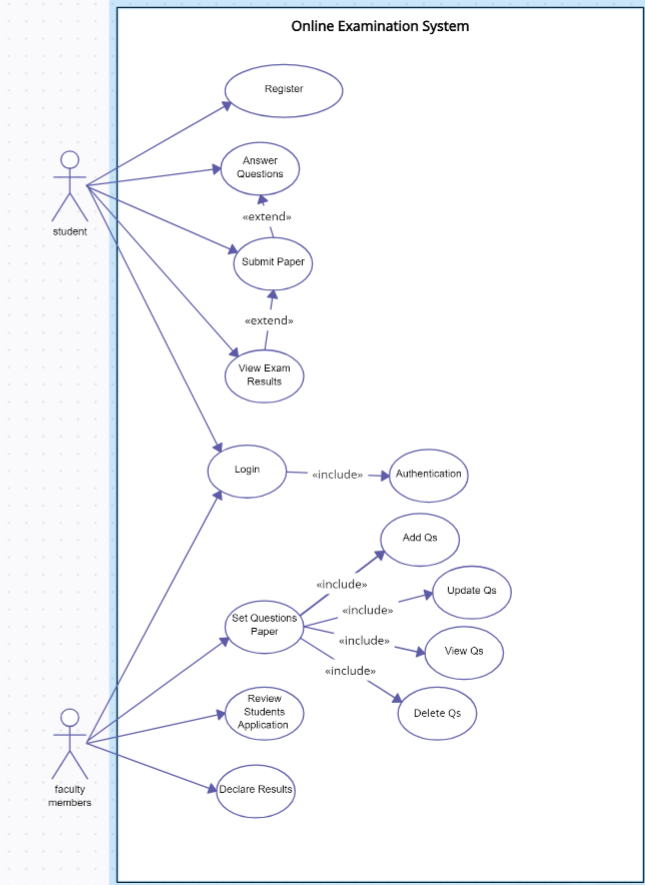 Online Examination System
Register
Answer
Questions
«extend»
student
Submit Paper
«extend»
View Exam
Results
Login
«include»
Authentication
Add Qs
«include»
Update Qs
«include»
Set Questions
Paper
«include»
View Qs
«include»
Review
Students
Application
Delete Qs
faculty
members
Declare Results